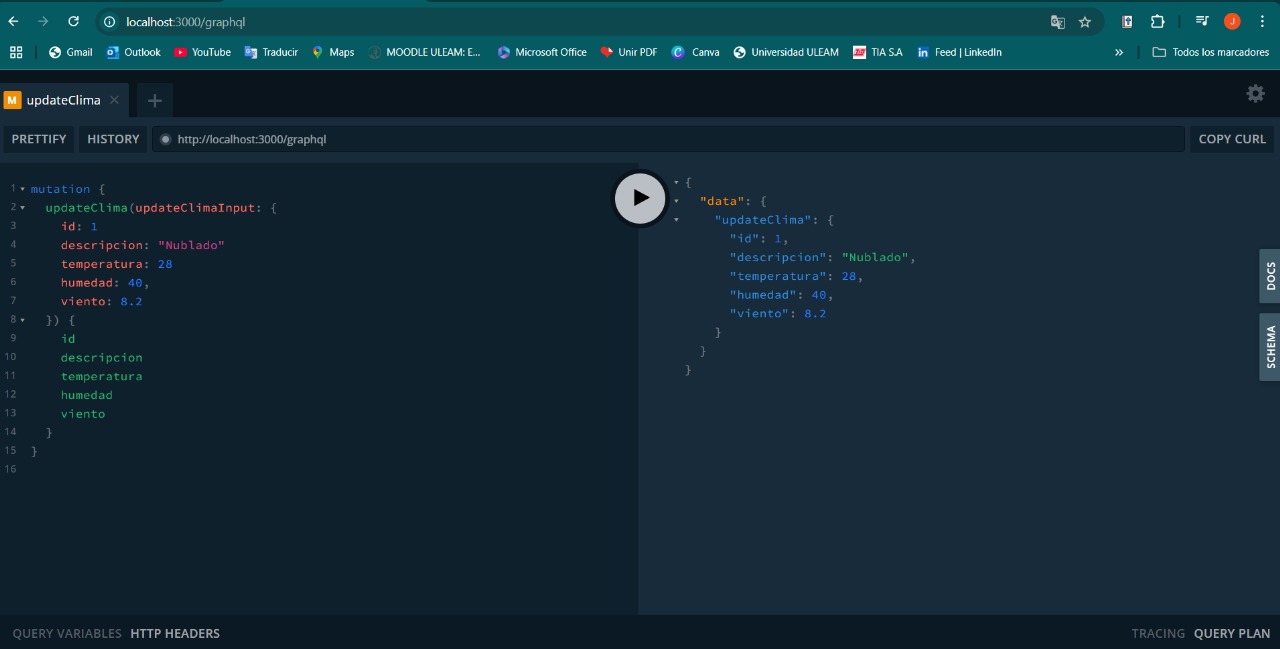 localhost:3000/graphql
Gmail Outlook YouTube Traducir Maps MOODLE ULEAM: E... Microsoft Office Unir PDF Canva Universidad ULEAM TIA S.A Feed | LinkedIn » Todos los marcadores
M updateClima
PRETTIFY HISTORY http://localhost:3000/graphql COPY CURL
1 mutation {
2 updateClima(updateClimaInput: {
3 id: 1
4 descripcion: "Nublado"
5 temperatura: 28
6 humedad: 40,
7 viento: 8.2
8 }) {
9 id
10 descripcion
11 temperatura
12 humedad
13 viento
14 }
15 }
16
{
"data": {
"updateClima": {
"id": 1,
"descripcion": "Nublado",
"temperatura": 28,
"humedad": 40,
"viento": 8.2
}
}
}
DOCS
SCHEMA
QUERY VARIABLES HTTP HEADERS TRACING QUERY PLAN